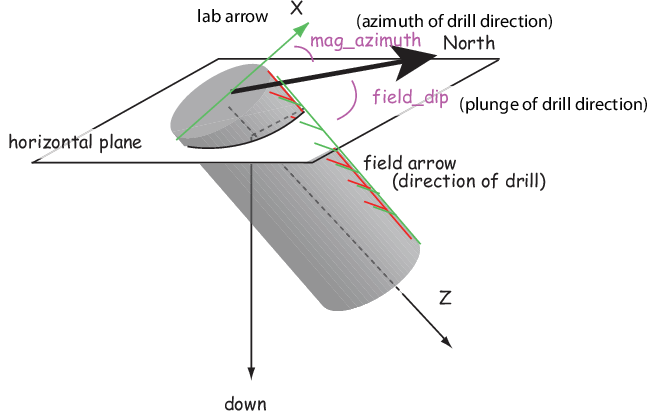 X
lab arrow
(azimuth of drill direction)
mag_azimuth
North
field_dip
(plunge of drill direction)
horizontal plane
field arrow
(direction of drill)
Z
down